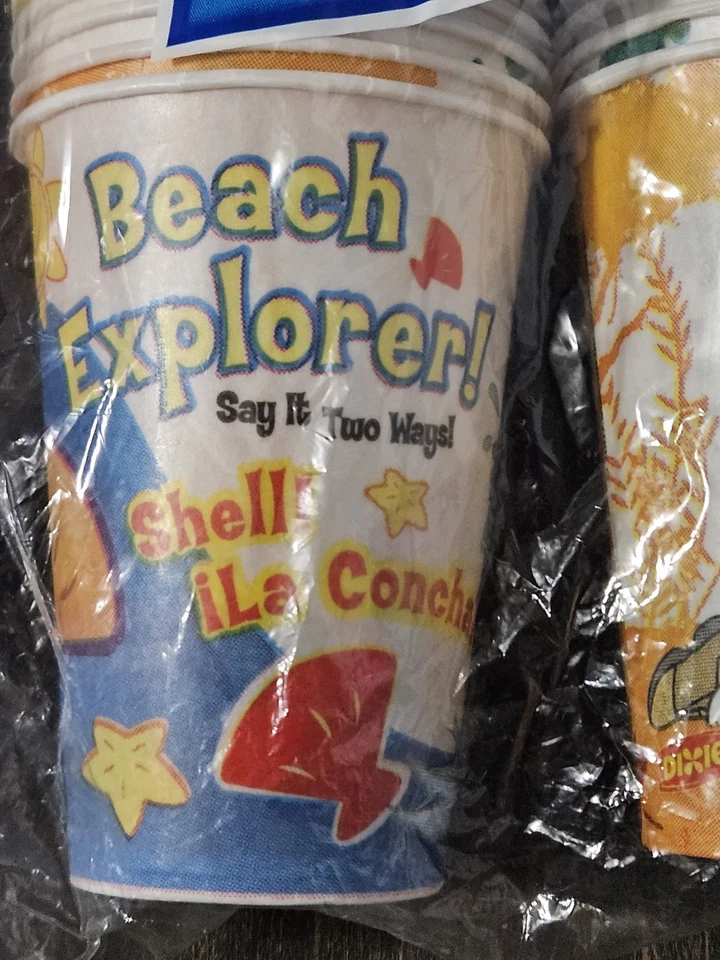 Beach
Explorer!
Say It Two Ways!
Shell!
¡La Concha
DIXIE